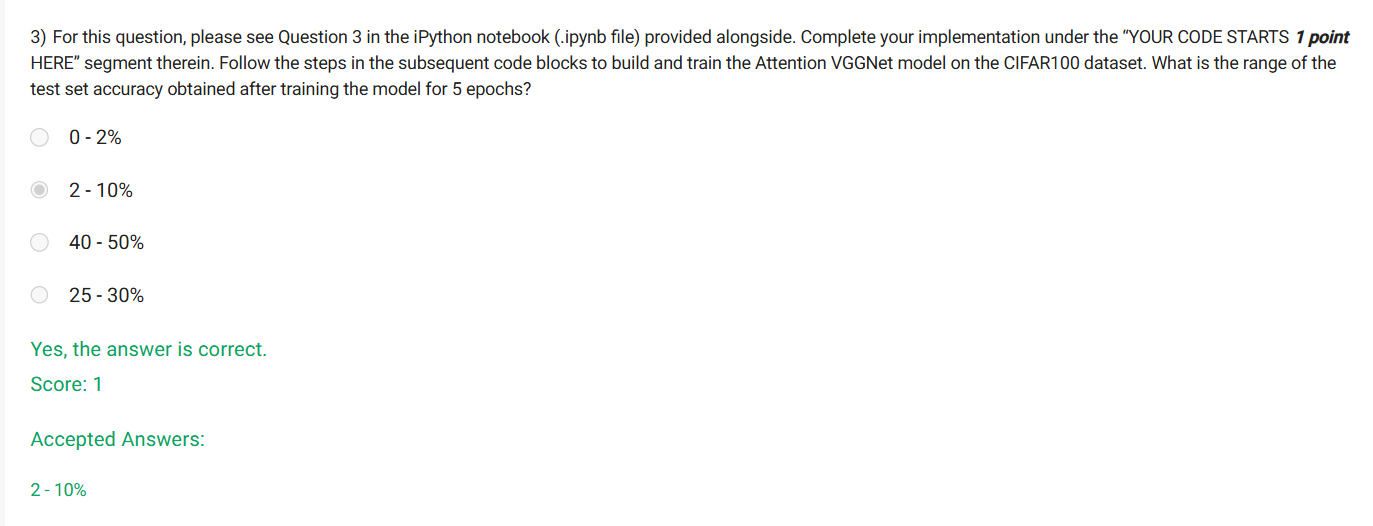 3) For this question, please see Question 3 in the iPython notebook (.ipynb file) provided alongside. Complete your implementation under the “YOUR CODE STARTS 1 point
HERE” segment therein. Follow the steps in the subsequent code blocks to build and train the Attention VGGNet model on the CIFAR100 dataset. What is the range of the
test set accuracy obtained after training the model for 5 epochs?
0 - 2%
2 - 10%
40 - 50%
25 - 30%
Yes, the answer is correct.
Score: 1
Accepted Answers:
2 - 10%